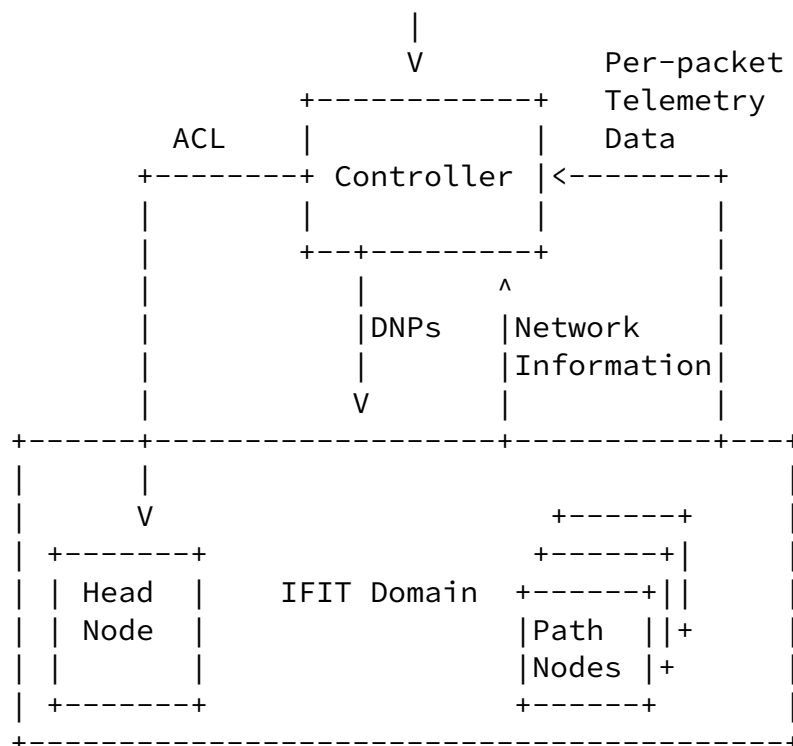 Per-packet
Telemetry
ACL Data
Controller
DNPs Network
Information
Head IFIT Domain
Node Path
Nodes